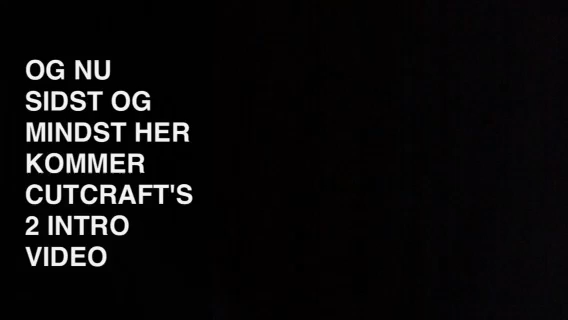 OG NU
SIDST OG
MINDST HER
KOMMER
CUTCRAFT'S
2 INTRO
VIDEO